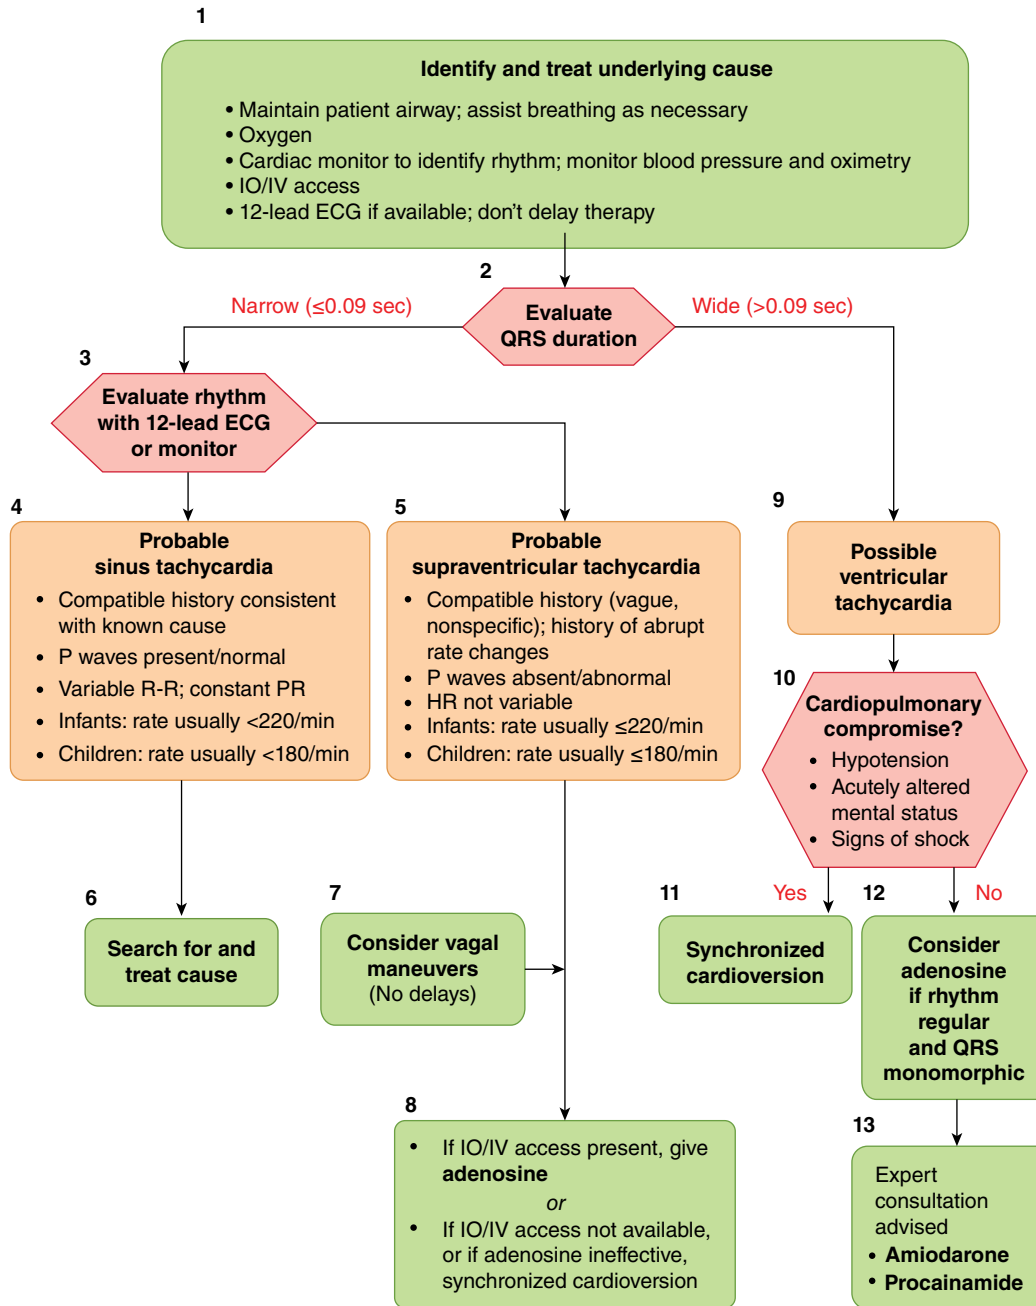 1
Identify and treat underlying cause
• Maintain patient airway; assist breathing as necessary
• Oxygen
• Cardiac monitor to identify rhythm; monitor blood pressure and oximetry
• IO/IV access
• 12-lead ECG if available; don't delay therapy
2
Narrow (≤0.09 sec)
Evaluate
QRS duration
Wide (>0.09 sec)
3
Evaluate rhythm
with 12-lead ECG
or monitor
4
Probable
sinus tachycardia
• Compatible history consistent
with known cause
• P waves present/normal
• Variable R-R; constant PR
• Infants: rate usually <220/min
• Children: rate usually <180/min
5
Probable
supraventricular tachycardia
• Compatible history (vague,
nonspecific); history of abrupt
rate changes
• P waves absent/abnormal
• HR not variable
• Infants: rate usually ≤220/min
• Children: rate usually ≤180/min
9
Possible
ventricular
tachycardia
10
Cardiopulmonary
compromise?
• Hypotension
• Acutely altered
mental status
• Signs of shock
6
Search for and
treat cause
7
Consider vagal
maneuvers
(No delays)
Yes
No
11
Synchronized
cardioversion
12
Consider
adenosine
if rhythm
regular
and QRS
monomorphic
8
• If IO/IV access present, give
adenosine
or
• If IO/IV access not available,
or if adenosine ineffective,
synchronized cardioversion
13
Expert
consultation
advised
• Amiodarone
• Procainamide